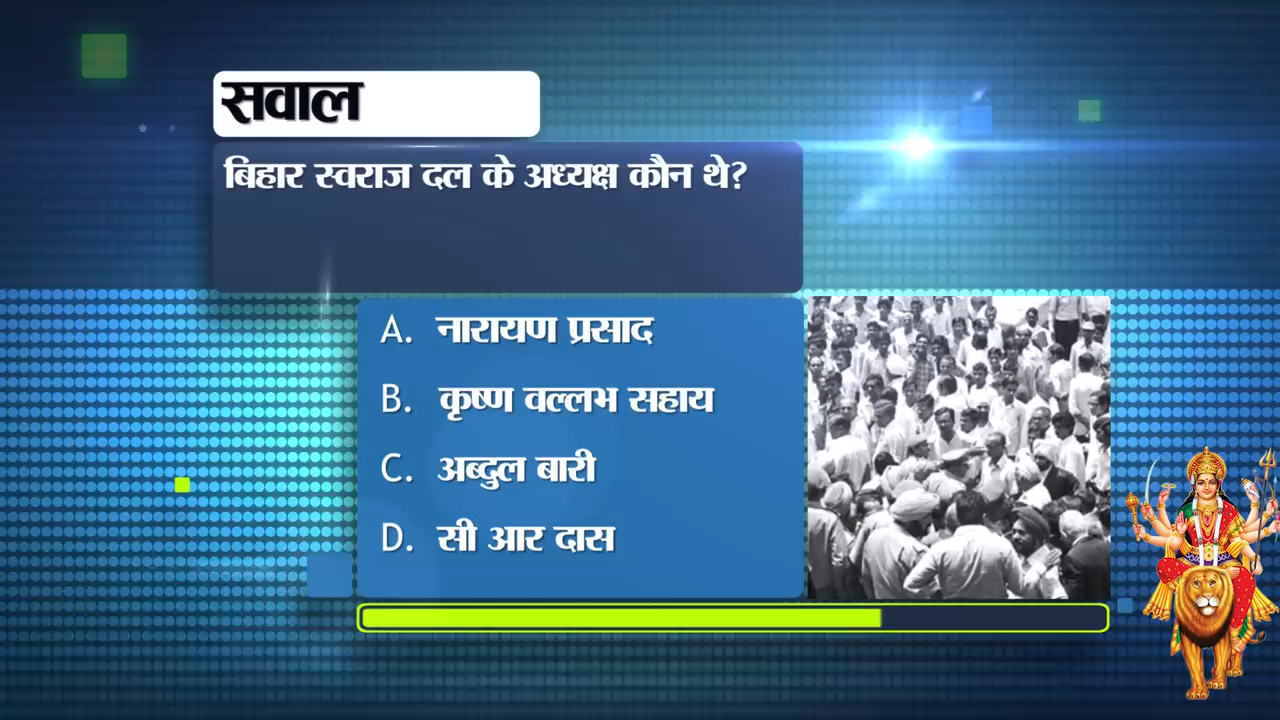 सवाल
बिहार स्वराज दल के अध्यक्ष कौन थे?
A. नारायण प्रसाद
B. कृष्ण वल्लभ सहाय
C. अब्दुल बारी
D. सी आर दास